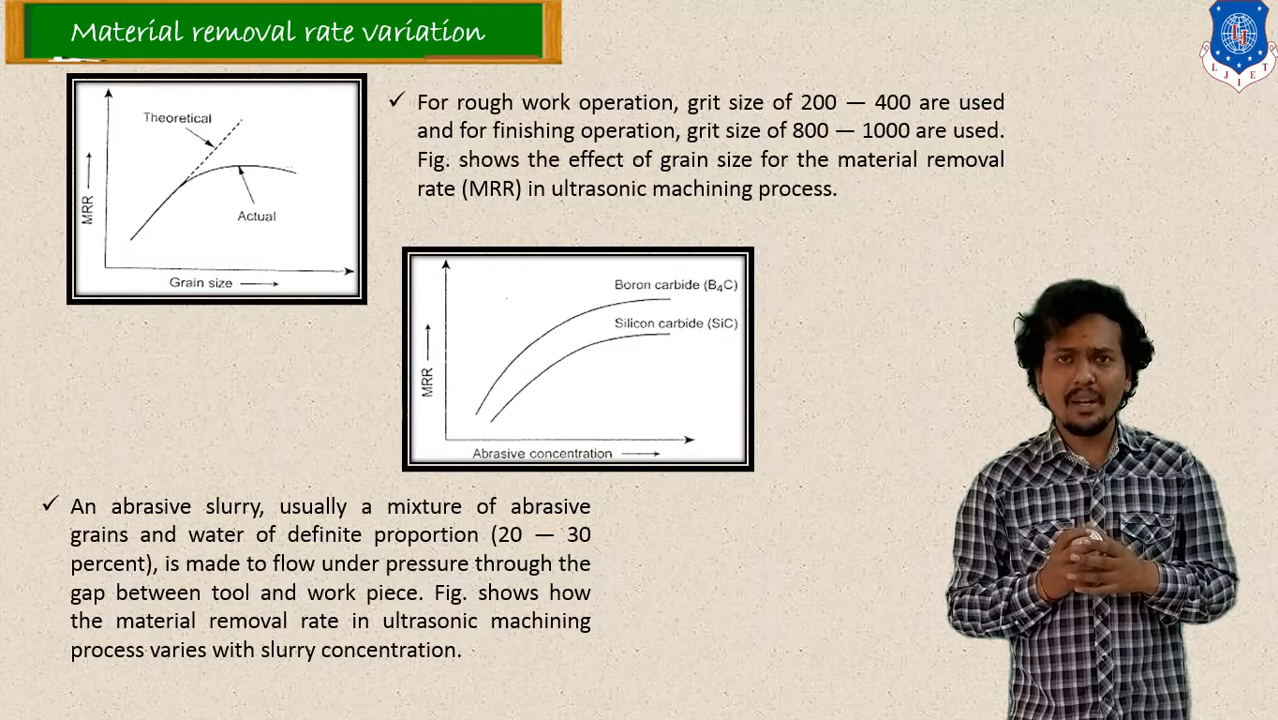 Material removal rate variation
LJ
LJIET
MRR
Theoretical
Actual
Grain size
✓ For rough work operation, grit size of 200 — 400 are used
and for finishing operation, grit size of 800 — 1000 are used.
Fig. shows the effect of grain size for the material removal
rate (MRR) in ultrasonic machining process.
MRR
Boron carbide (B₄C)
Silicon carbide (SiC)
Abrasive concentration
✓ An abrasive slurry, usually a mixture of abrasive
grains and water of definite proportion (20 — 30
percent), is made to flow under pressure through the
gap between tool and work piece. Fig. shows how
the material removal rate in ultrasonic machining
process varies with slurry concentration.